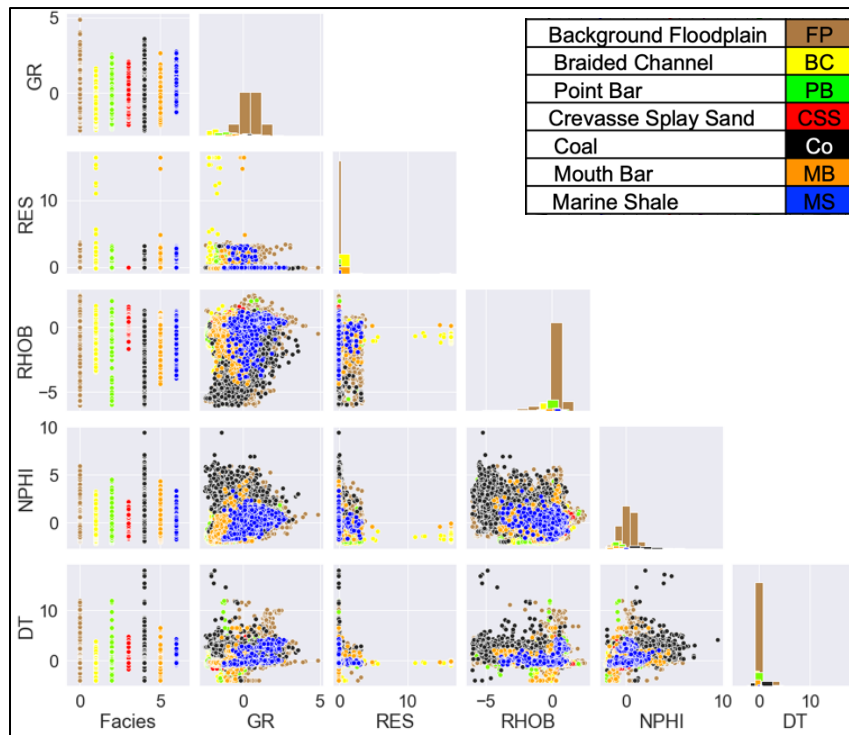 5
0
GR
Background Floodplain FP
Braided Channel BC
Point Bar PB
Crevasse Splay Sand CSS
Coal Co
Mouth Bar MB
Marine Shale MS
10
0
RES
0
−5
RHOB
10
5
0
NPHI
10
0
DT
0 5 0 5 0 10 −5 0 0 10 0 10
Facies GR RES RHOB NPHI DT